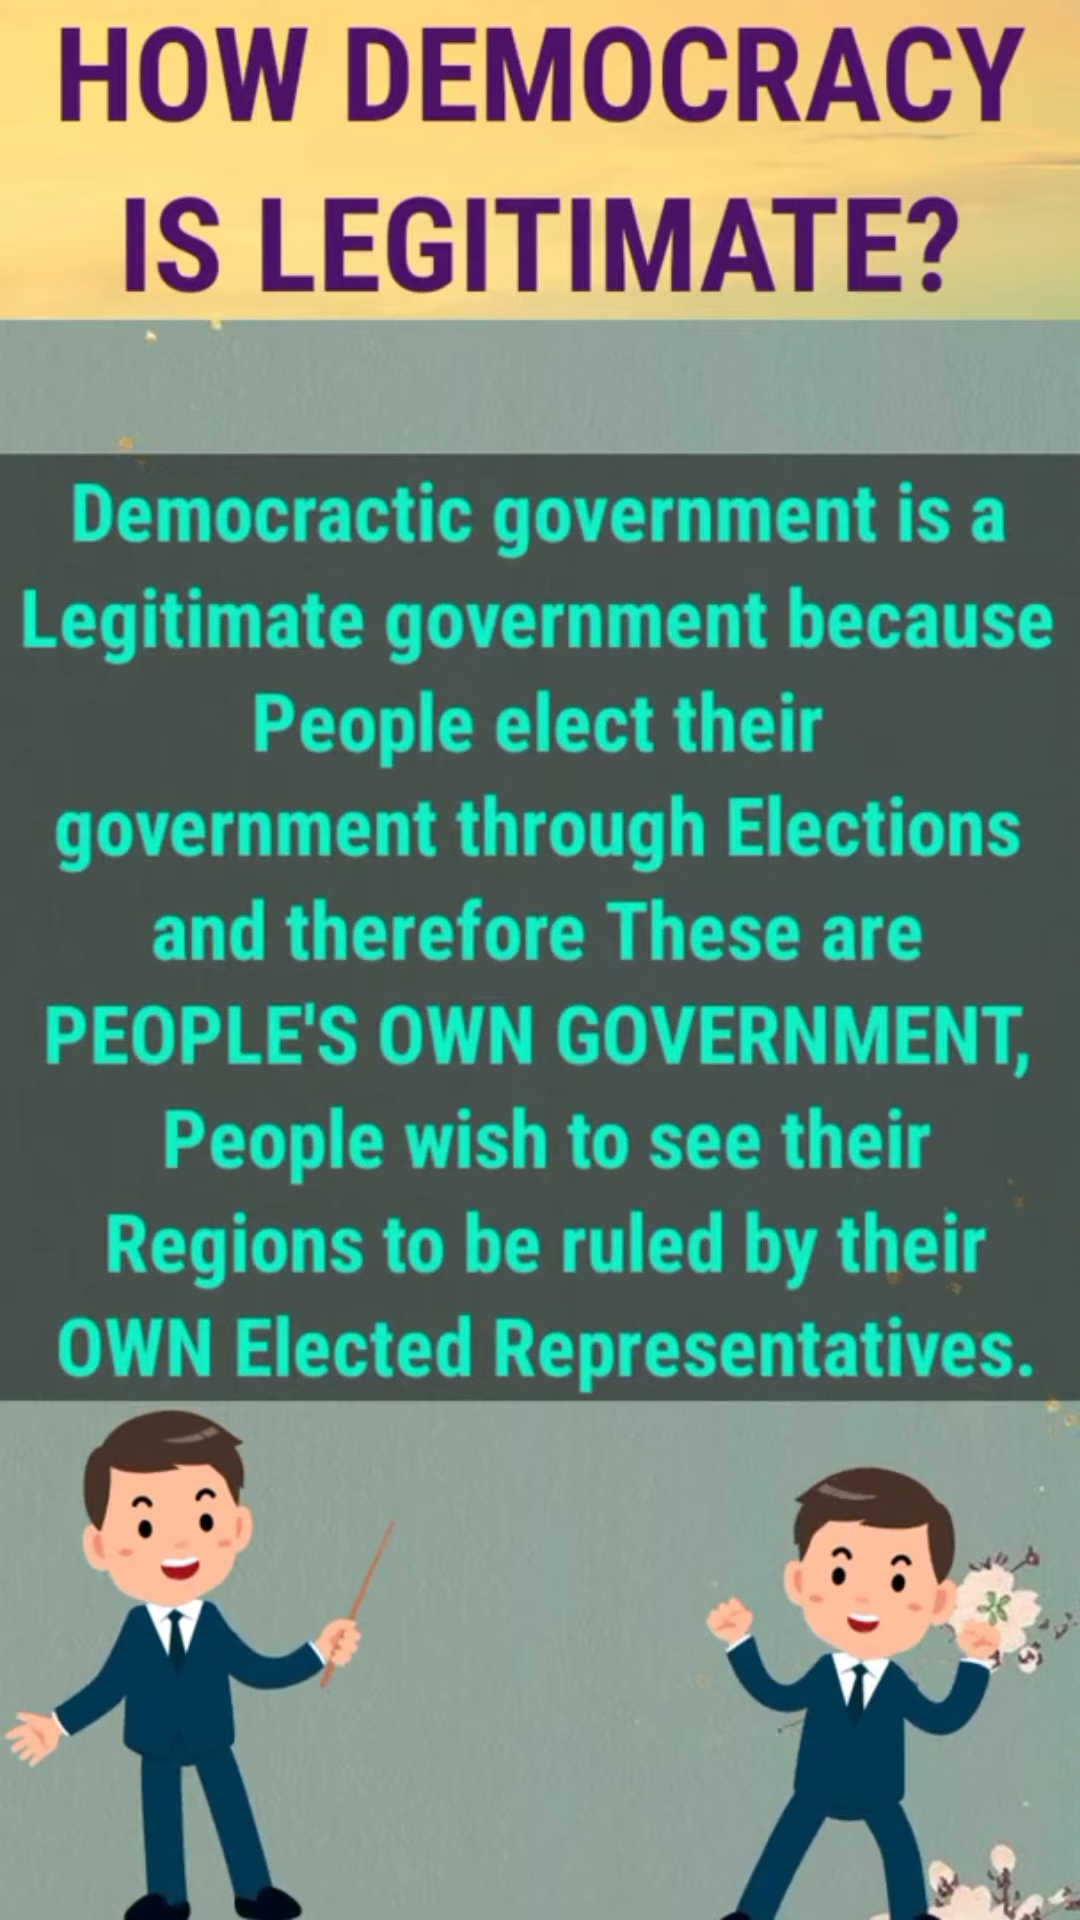 HOW DEMOCRACY
IS LEGITIMATE?
Democractic government is a
Legitimate government because
People elect their
government through Elections
and therefore These are
PEOPLE'S OWN GOVERNMENT,
People wish to see their
Regions to be ruled by their
OWN Elected Representatives.